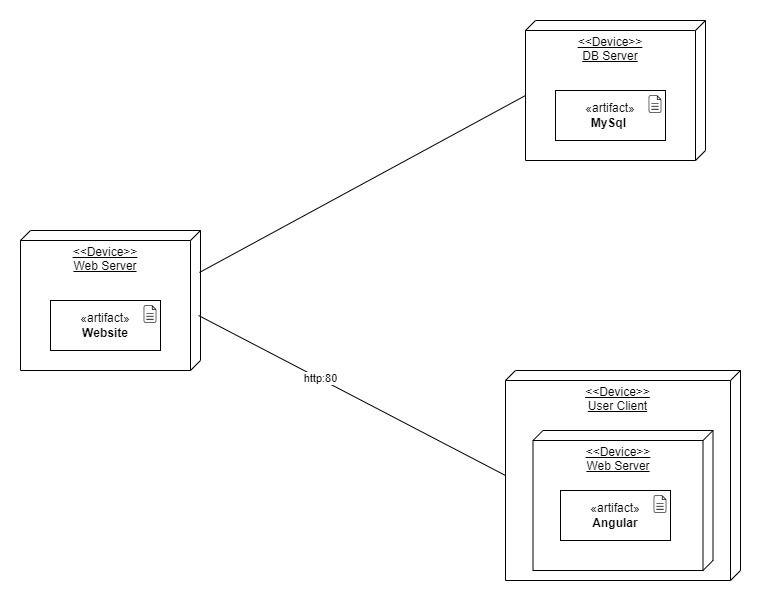 <<Device>>
DB Server
«artifact»
MySql
<<Device>>
Web Server
«artifact»
Website
http:80
<<Device>>
User Client
<<Device>>
Web Server
«artifact»
Angular